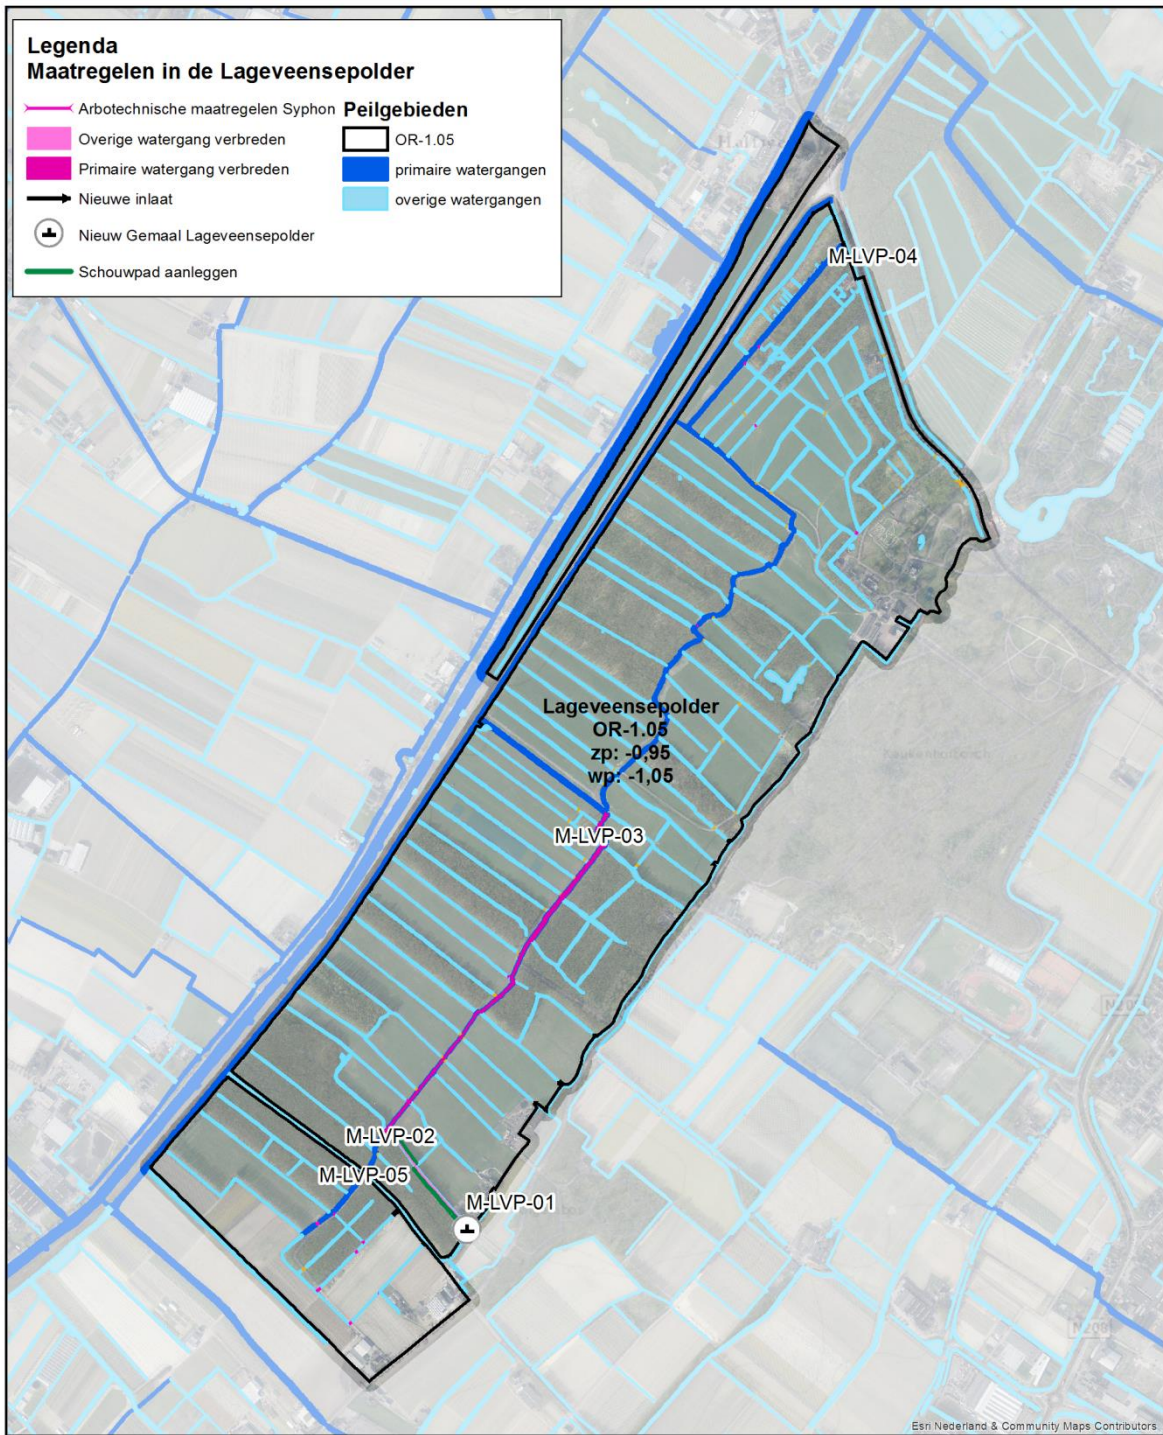 Legenda
Maatregelen in de Lageveensepolder
Arbotechnische maatregelen Syphon
Overige watergang verbreden
Primaire watergang verbreden
Nieuwe inlaat
Nieuw Gemaal Lageveensepolder
Schouwpad aanleggen
Peilgebieden
OR-1.05
primaire watergangen
overige watergangen
M-LVP-04
Lageveensepolder
OR-1.05
zp: -0,95
wp: -1,05
M-LVP-03
M-LVP-02
M-LVP-05
M-LVP-01
N208
Esri Nederland & Community Maps Contributors